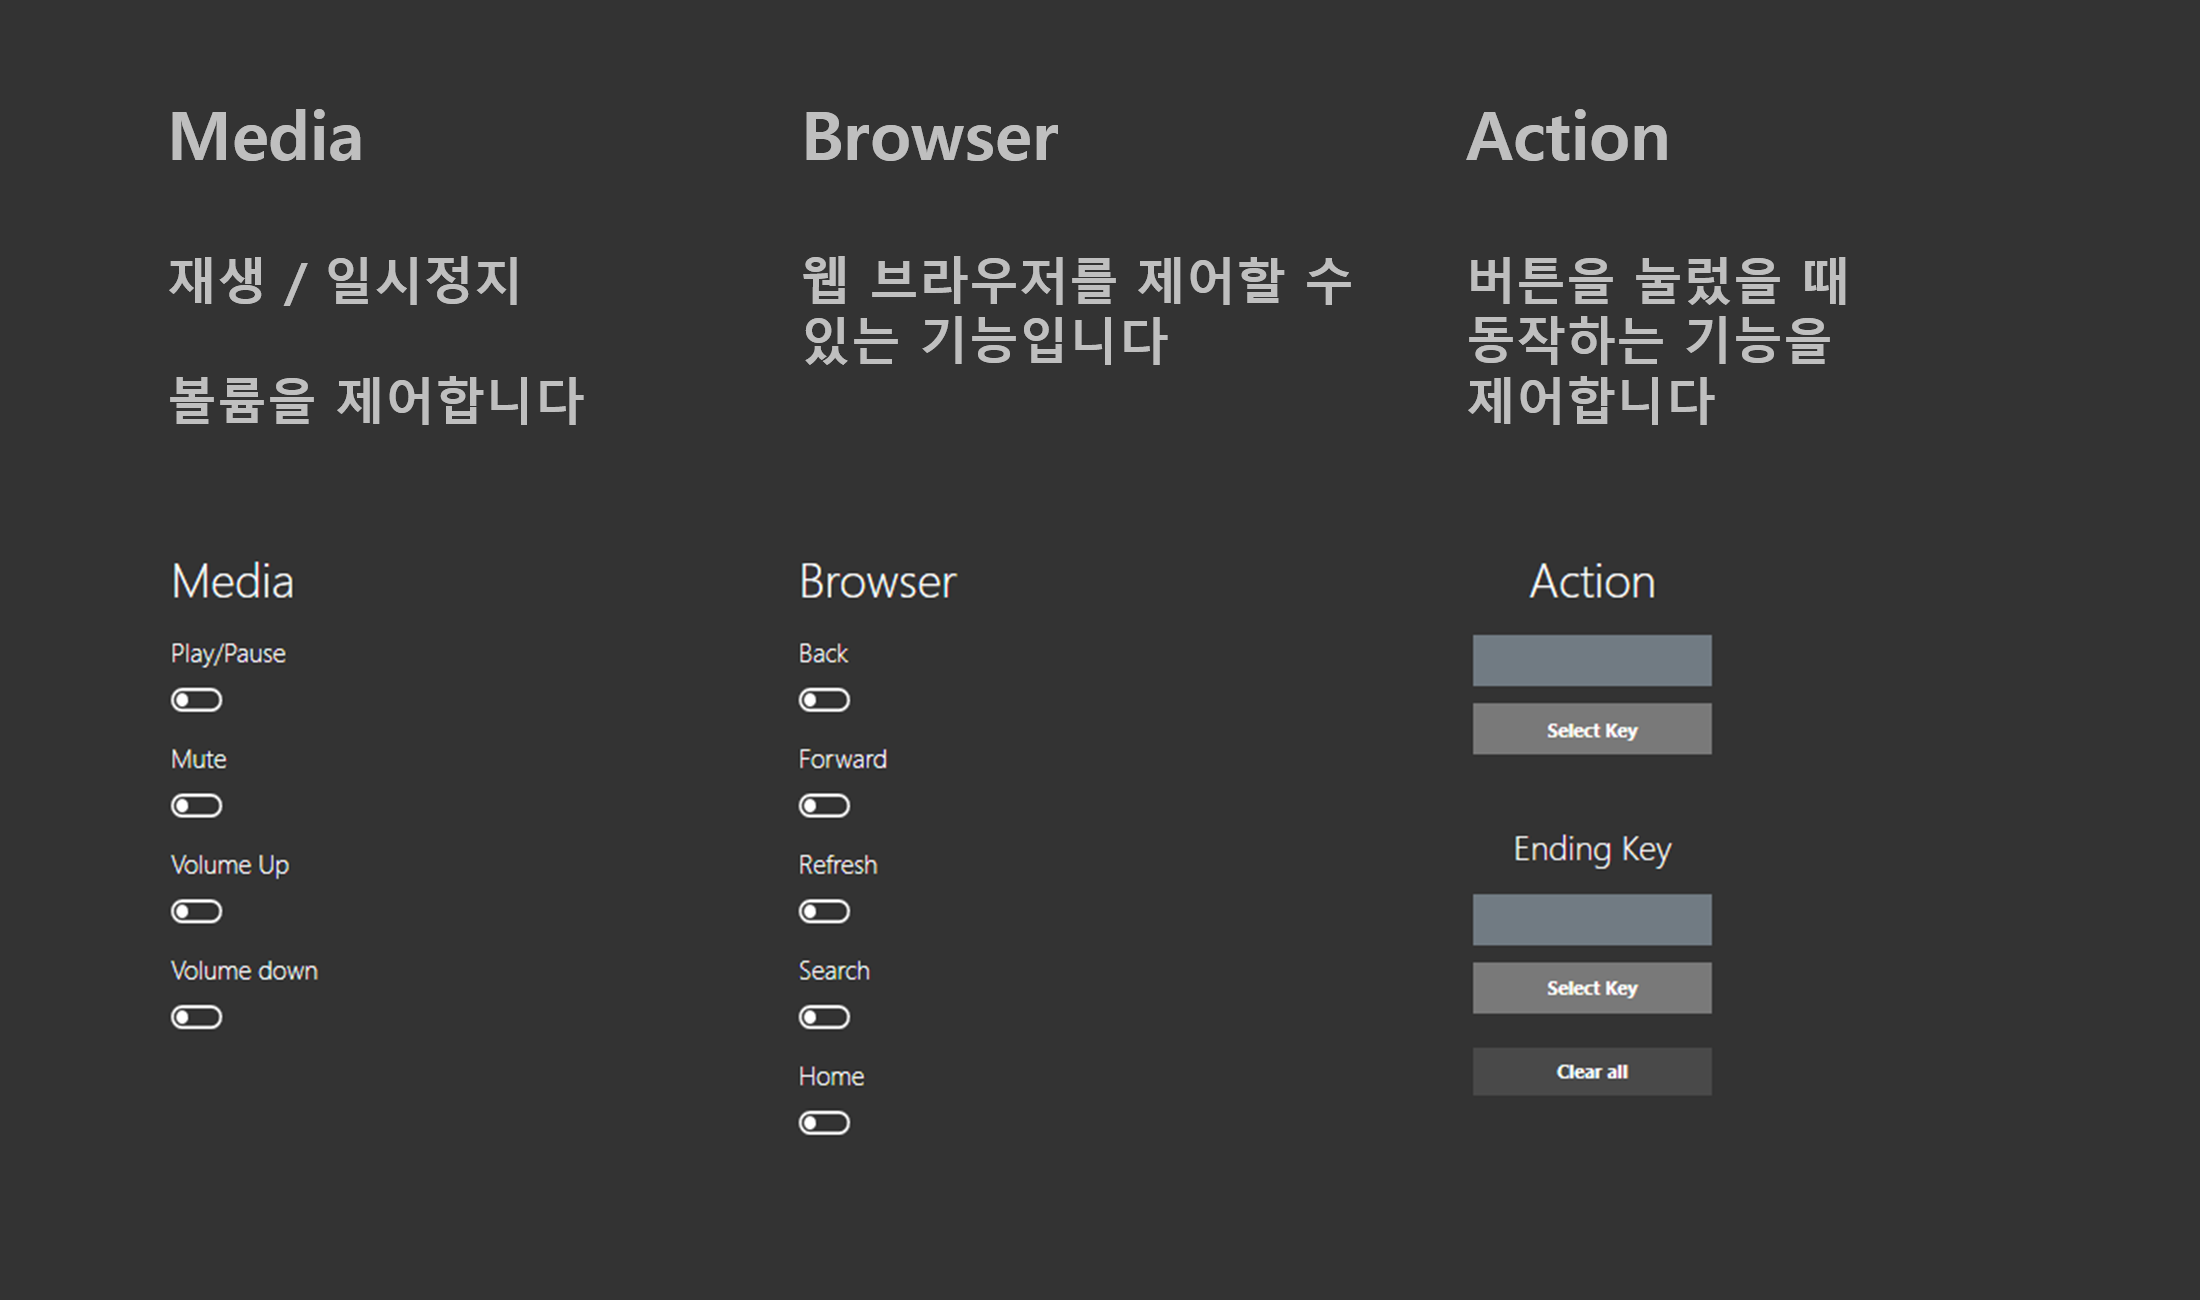 Media
재생 / 일시정지
볼륨을 제어합니다
Browser
웹 브라우저를 제어할 수
있는 기능입니다
Action
버튼을 눌렀을 때
동작하는 기능을
제어합니다
Media
Play/Pause
Mute
Volume Up
Volume down
Browser
Back
Forward
Refresh
Search
Home
Action
Select Key
Ending Key
Select Key
Clear all